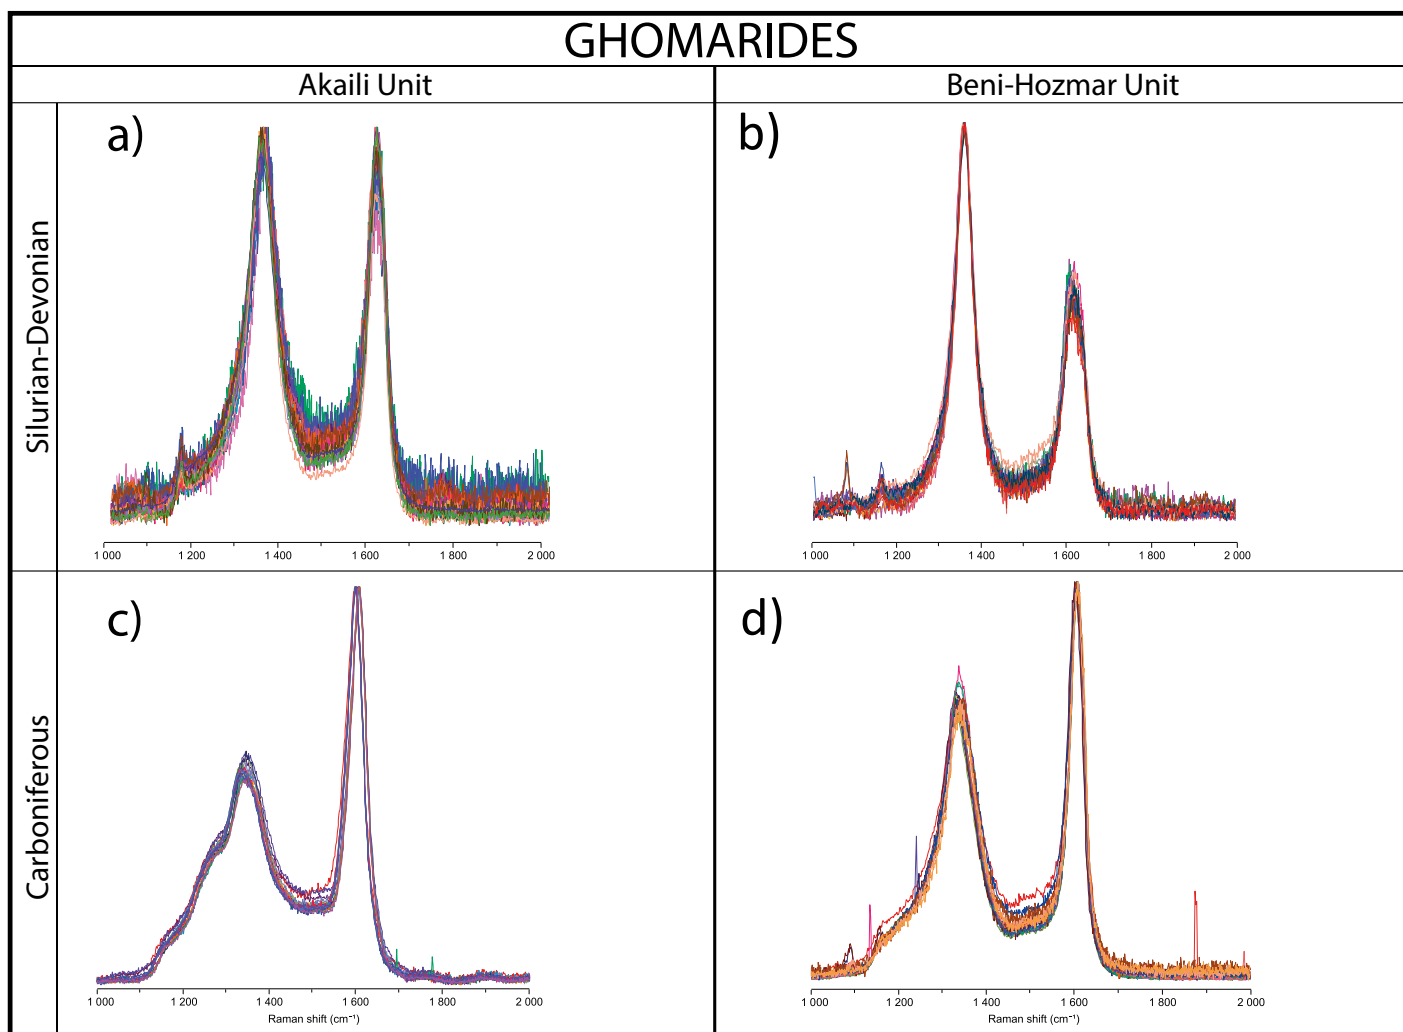 GHOMARIDES
Akaili Unit
Beni-Hozmar Unit
Silurian-Devonian
a)
1 000 1 200 1 400 1 600 1 800 2 000
b)
1 000 1 200 1 400 1 600 1 800 2 000
Carboniferous
c)
1 000 1 200 1 400 1 600 1 800 2 000
Raman shift (cm⁻¹)
d)
1 000 1 200 1 400 1 600 1 800 2 000
Raman shift (cm⁻¹)